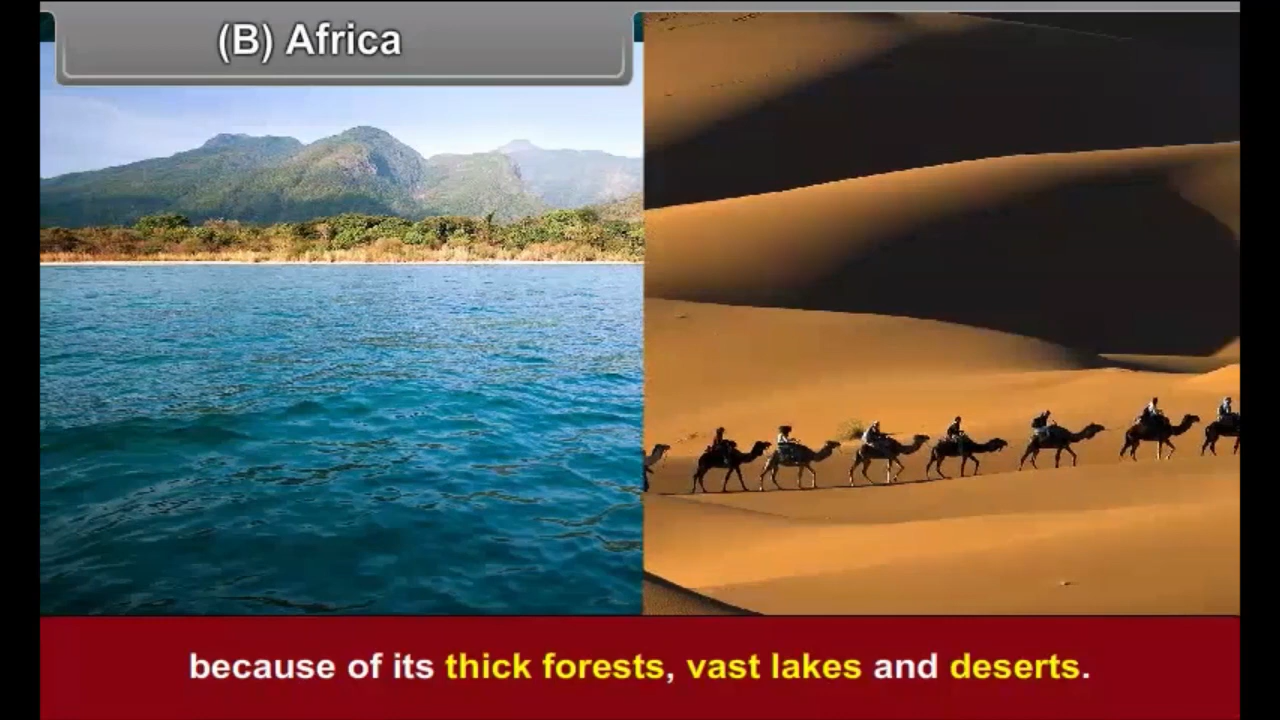 (B) Africa
because of its thick forests, vast lakes and deserts.